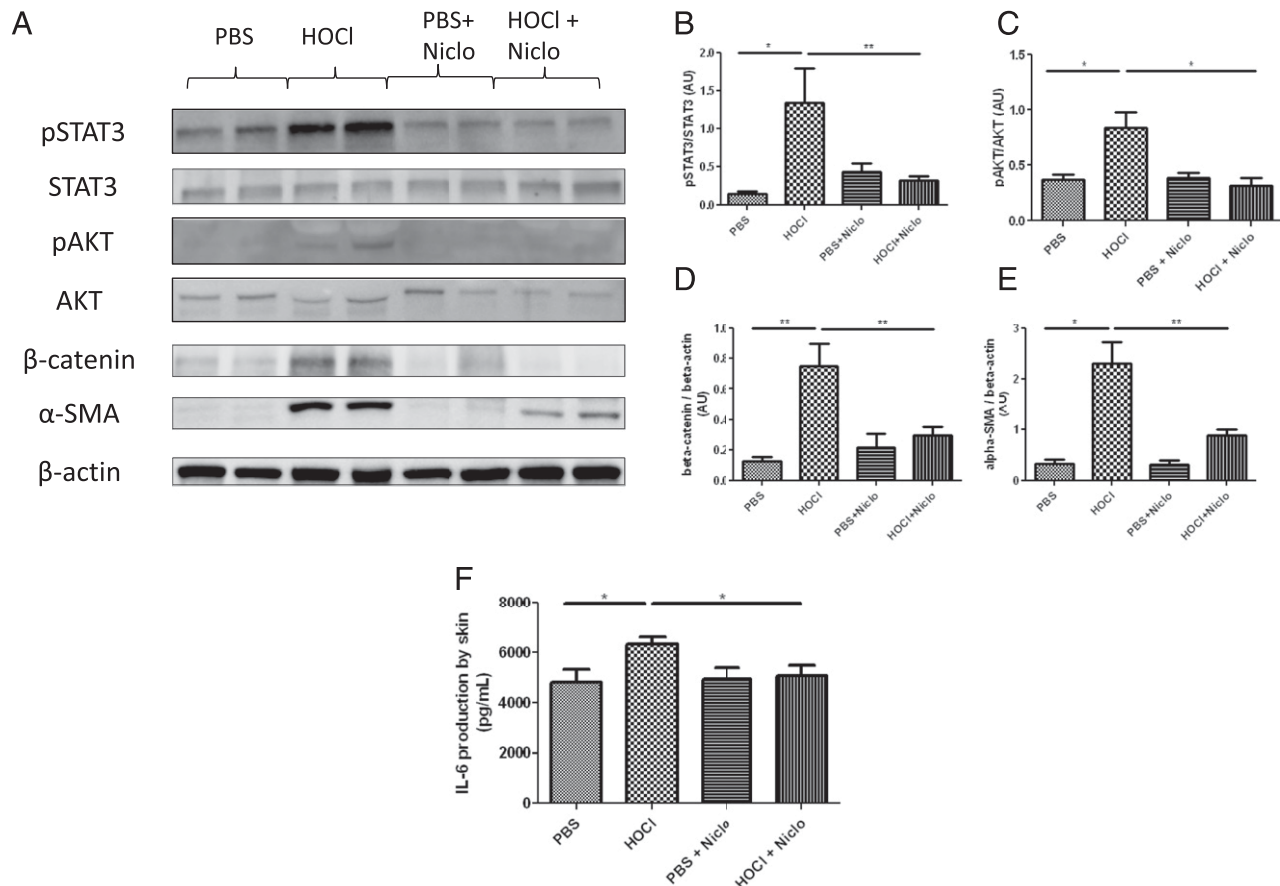 A
PBS
HOCl
PBS+
Niclo
HOCl +
Niclo
pSTAT3
STAT3
pAKT
AKT
β-catenin
α-SMA
β-actin
B
pSTAT3/STAT3 (AU)
2.0
1.5
1.0
0.5
0.0
*
**
PBS
HOCl
PBS+Niclo
HOCl+Niclo
C
pAKT/AKT (AU)
1.5
1.0
0.5
0.0
*
*
PBS
HOCl
PBS + Niclo
HOCl + Niclo
D
beta-catenin / beta-actin
(AU)
0.8
0.6
0.4
0.2
**
**
PBS
HOCl
PBS+Niclo
HOCl+Niclo
E
alpha-SMA / beta-actin
(AU)
3
2
1
0
*
**
PBS
HOCl
PBS+Niclo
HOCl+Niclo
F
IL-6 production by skin
(pg/mL)
8000
6000
4000
2000
0
*
*
PBS
HOCl
PBS + Niclo
HOCl + Niclo